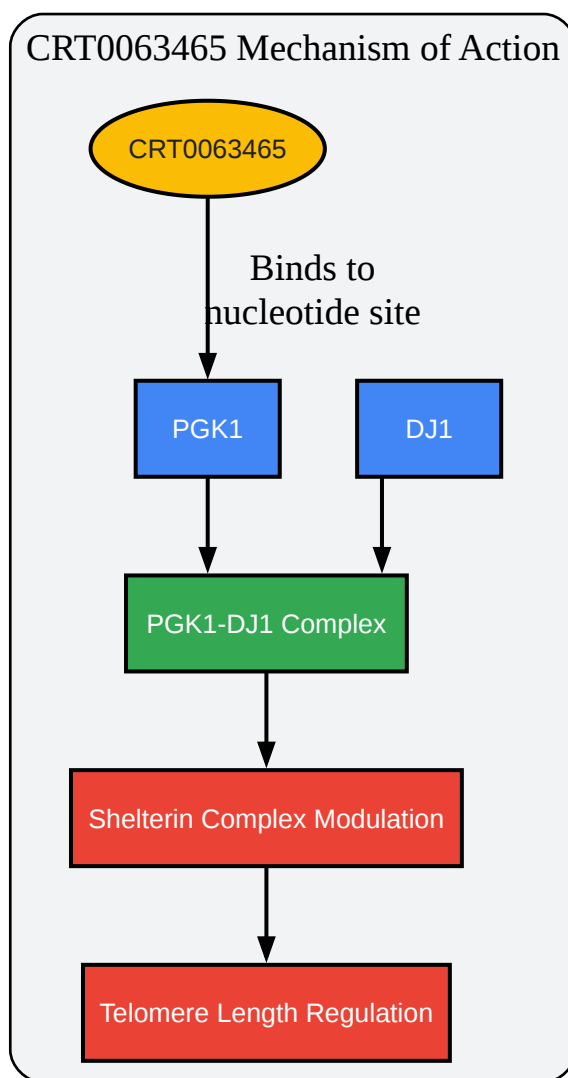 CRT0063465 Mechanism of Action
CRT0063465
Binds to
nucleotide site
PGK1
DJ1
PGK1-DJ1 Complex
Shelterin Complex Modulation
Telomere Length Regulation